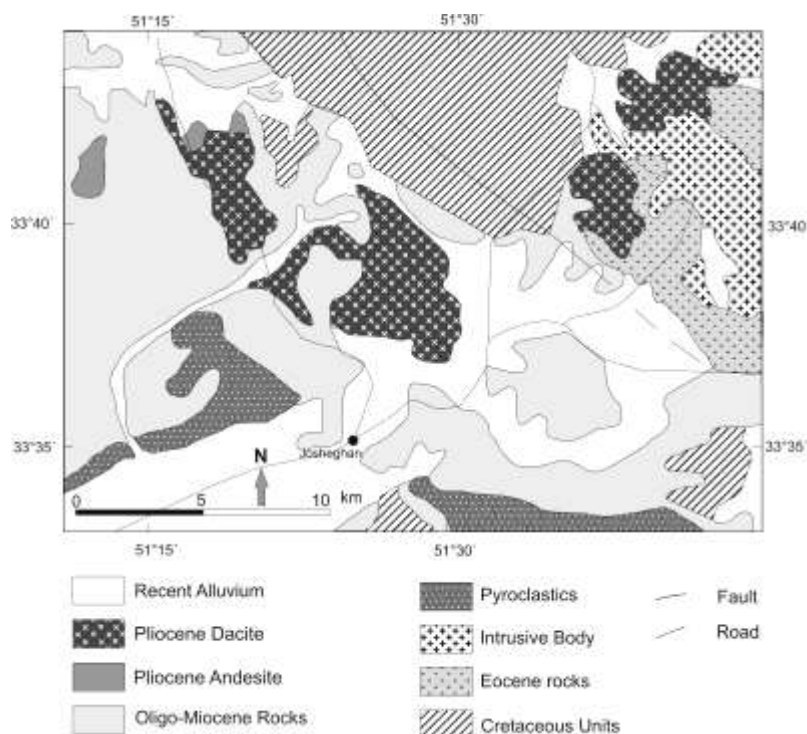 51°15´ 51°30´
33°40´ 33°40´
33°35´ 33°35´
Josheghan
N
0 5 10 km
51°15´ 51°30´
Recent Alluvium
Pliocene Dacite
Pliocene Andesite
Oligo-Miocene Rocks
Pyroclastics
Intrusive Body
Eocene rocks
Cretaceous Units
Fault
Road